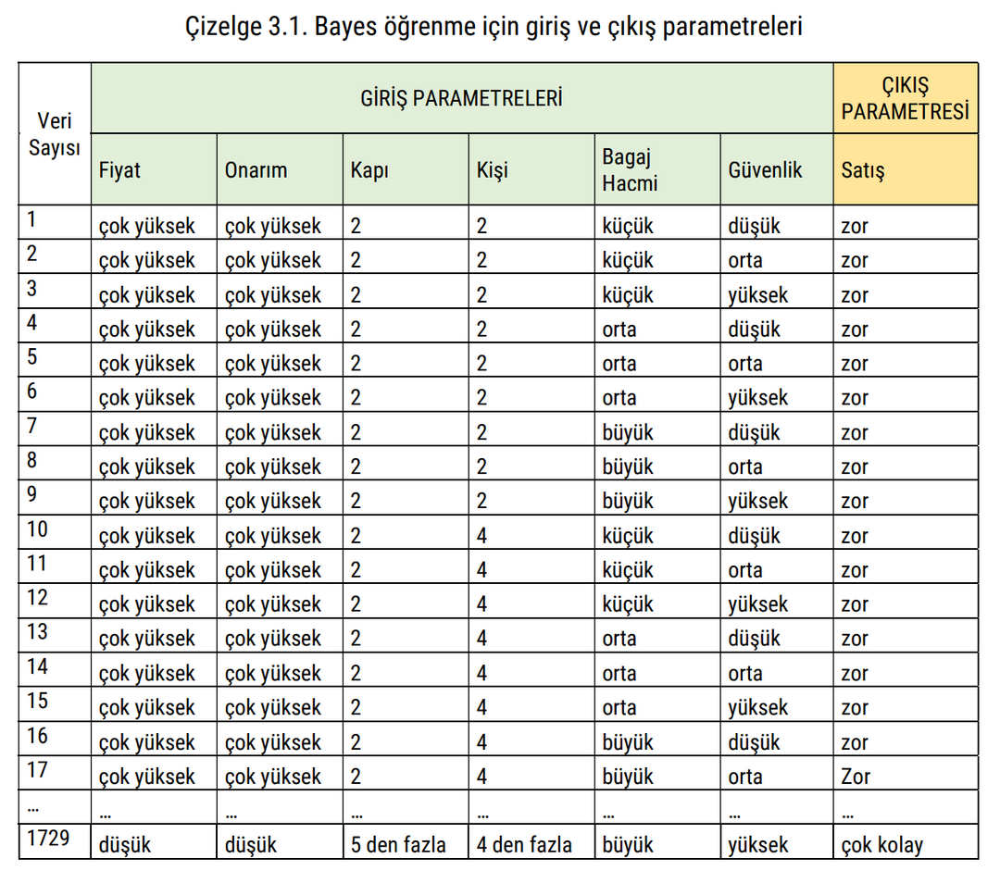 Çizelge 3.1. Bayes öğrenme için giriş ve çıkış parametreleri
Veri Sayısı GİRİŞ PARAMETRELERİ ÇIKIŞ PARAMETRESİ
Fiyat Onarım Kapı Kişi Bagaj Hacmi Güvenlik Satış
1 çok yüksek çok yüksek 2 2 küçük düşük zor
2 çok yüksek çok yüksek 2 2 küçük orta zor
3 çok yüksek çok yüksek 2 2 küçük yüksek zor
4 çok yüksek çok yüksek 2 2 orta düşük zor
5 çok yüksek çok yüksek 2 2 orta orta zor
6 çok yüksek çok yüksek 2 2 orta yüksek zor
7 çok yüksek çok yüksek 2 2 büyük düşük zor
8 çok yüksek çok yüksek 2 2 büyük orta zor
9 çok yüksek çok yüksek 2 2 büyük yüksek zor
10 çok yüksek çok yüksek 2 4 küçük düşük zor
11 çok yüksek çok yüksek 2 4 küçük orta zor
12 çok yüksek çok yüksek 2 4 küçük yüksek zor
13 çok yüksek çok yüksek 2 4 orta düşük zor
14 çok yüksek çok yüksek 2 4 orta orta zor
15 çok yüksek çok yüksek 2 4 orta yüksek zor
16 çok yüksek çok yüksek 2 4 büyük düşük zor
17 çok yüksek çok yüksek 2 4 büyük orta Zor
... ... ... ... ... ... ... ...
1729 düşük düşük 5 den fazla 4 den fazla büyük yüksek çok kolay